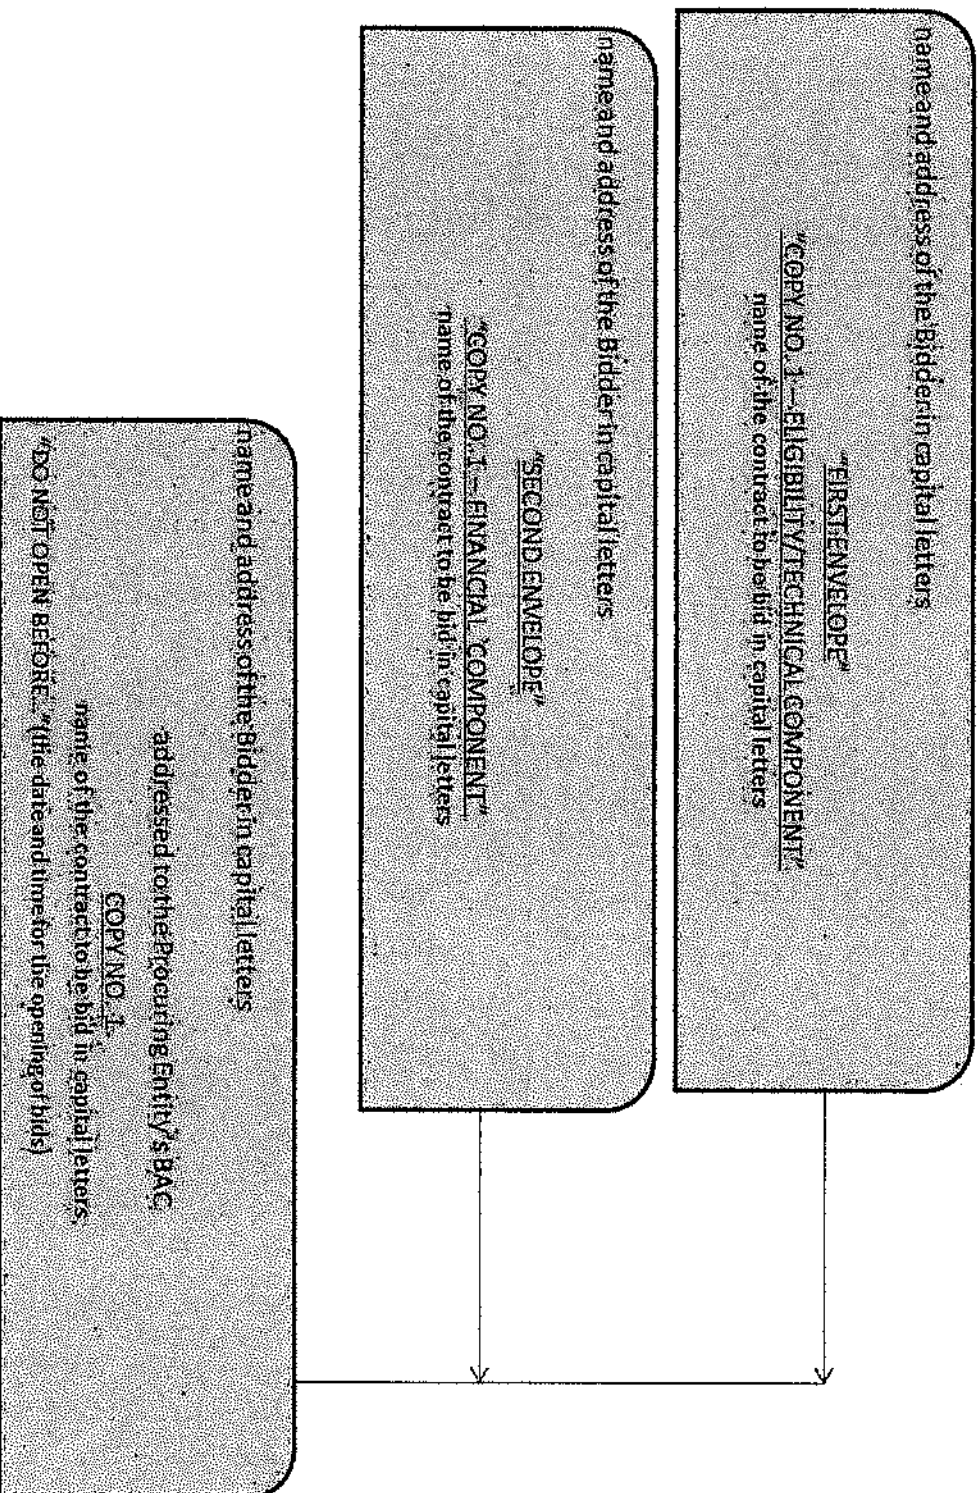 name and address of the Bidder in capital letters
"FIRST ENVELOPE"
"COPY NO. 1 – ELIGIBILITY/TECHNICAL COMPONENT"
name of the contract to be bid in capital letters
name and address of the Bidder in capital letters
"SECOND ENVELOPE"
"COPY NO. 1 – FINANCIAL COMPONENT"
name of the contract to be bid in capital letters
name and address of the Bidder in capital letters
addressed to the Procuring Entity's BAC
COPY NO. 1
name of the contract to be bid in capital letters
"DO NOT OPEN BEFORE..." (the date and time for the opening of bids)